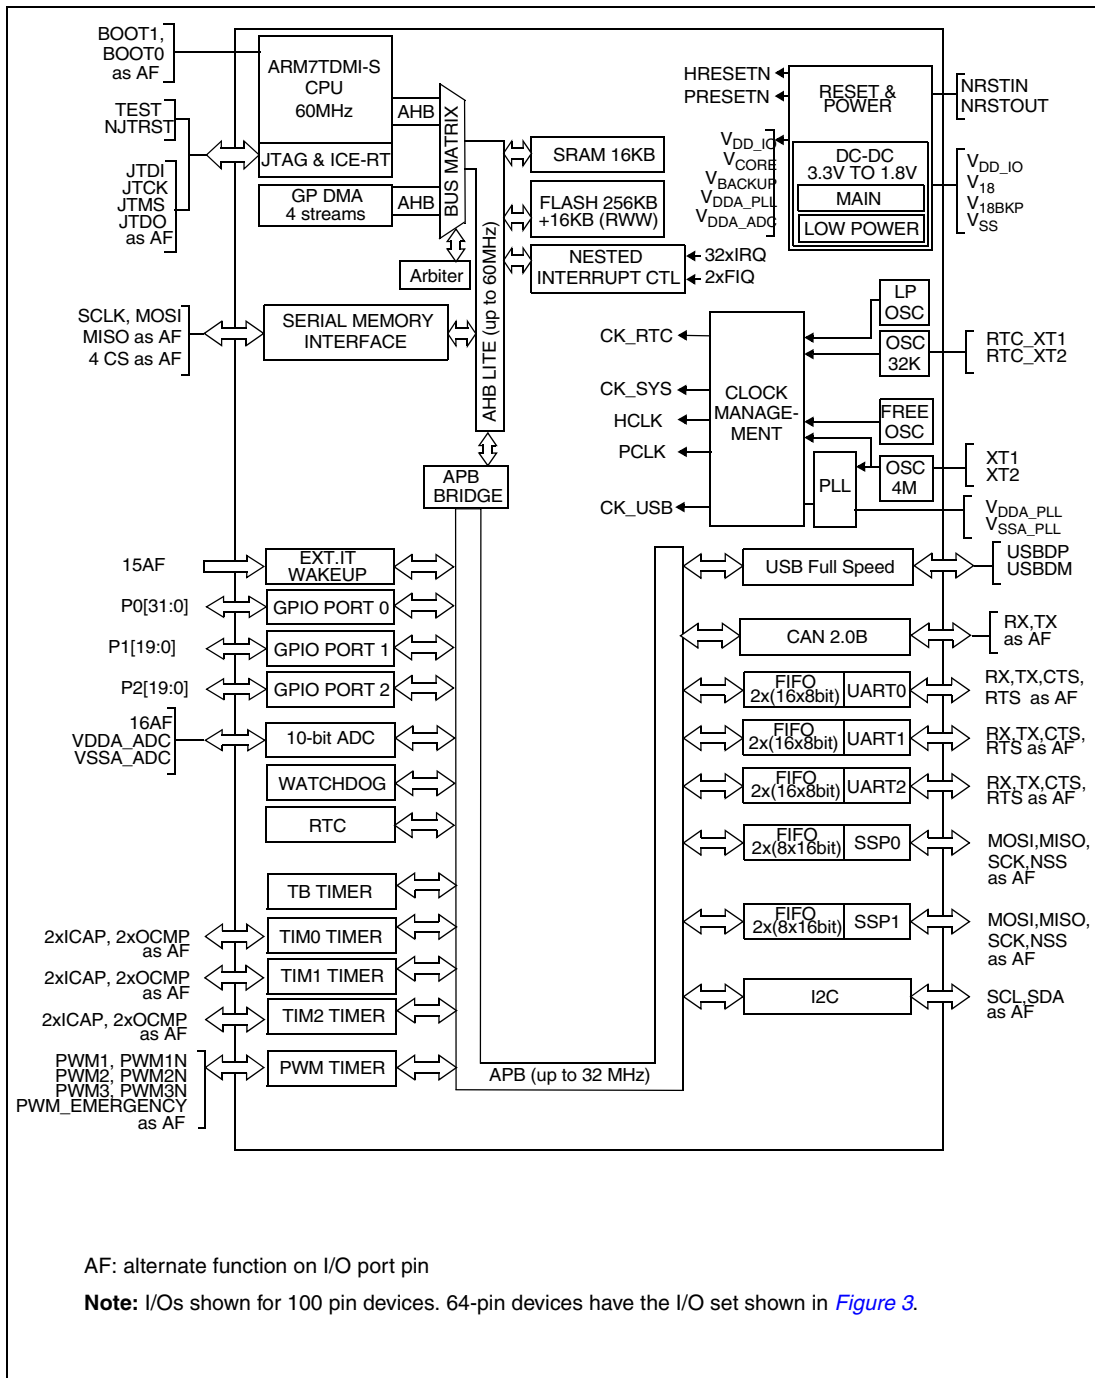 BOOT1,
BOOT0
as AF
TEST
NJTRST
JTDI
JTCK
JTMS
JTDO
as AF
ARM7TDMI-S
CPU
60MHz
JTAG & ICE-RT
GP DMA
4 streams
AHB
AHB
BUS MATRIX
Arbiter
SRAM 16KB
FLASH 256KB
+16KB (RWW)
NESTED
INTERRUPT CTL
32xIRQ
2xFIQ
AHB LITE (up to 60MHz)
HRESETN
PRESETN
RESET &
POWER
NRSTIN
NRSTOUT
VDD_IO
VCORE
VBACKUP
VDDA_PLL
VDDA_ADC
DC-DC
3.3V TO 1.8V
MAIN
LOW POWER
VDD_IO
V18
V18BKP
VSS
SCLK, MOSI
MISO as AF
4 CS as AF
SERIAL MEMORY
INTERFACE
CK_RTC
CK_SYS
HCLK
PCLK
CK_USB
CLOCK
MANAGE-
MENT
LP
OSC
OSC
32K
RTC_XT1
RTC_XT2
FREE
OSC
PLL
OSC
4M
XT1
XT2
VDDA_PLL
VSSA_PLL
APB
BRIDGE
15AF
EXT.IT
WAKEUP
P0[31:0]
GPIO PORT 0
P1[19:0]
GPIO PORT 1
P2[19:0]
GPIO PORT 2
16AF
VDDA_ADC
VSSA_ADC
10-bit ADC
WATCHDOG
RTC
TB TIMER
2xICAP, 2xOCMP
as AF
TIM0 TIMER
2xICAP, 2xOCMP
as AF
TIM1 TIMER
2xICAP, 2xOCMP
as AF
TIM2 TIMER
PWM1, PWM1N
PWM2, PWM2N
PWM3, PWM3N
PWM_EMERGENCY
as AF
PWM TIMER
APB (up to 32 MHz)
USB Full Speed
USBDP
USBDM
CAN 2.0B
RX,TX
as AF
FIFO
2x(16x8bit)
UART0
RX,TX,CTS,
RTS as AF
FIFO
2x(16x8bit)
UART1
RX,TX,CTS,
RTS as AF
FIFO
2x(16x8bit)
UART2
RX,TX,CTS,
RTS as AF
FIFO
2x(8x16bit)
SSP0
MOSI,MISO,
SCK,NSS
as AF
FIFO
2x(8x16bit)
SSP1
MOSI,MISO,
SCK,NSS
as AF
I2C
SCL,SDA
as AF
AF: alternate function on I/O port pin
Note: I/Os shown for 100 pin devices. 64-pin devices have the I/O set shown in Figure 3.